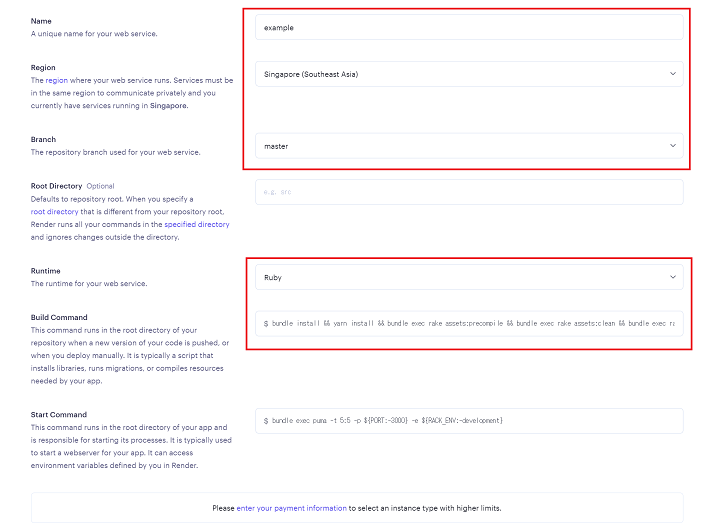 Name
A unique name for your web service.
example
Region
The region where your web service runs. Services must be
in the same region to communicate privately and you
currently have services running in Singapore.
Singapore (Southeast Asia)
Branch
The repository branch used for your web service.
master
Root Directory Optional
Defaults to repository root. When you specify a
root directory that is different from your repository root,
Render runs all your commands in the specified directory
and ignores changes outside the directory.
e.g. src
Runtime
The runtime for your web service.
Ruby
Build Command
This command runs in the root directory of your
repository when a new version of your code is pushed, or
when you deploy manually. It is typically a script that
installs libraries, runs migrations, or compiles resources
needed by your app.
$ bundle install && yarn install && bundle exec rake assets:precompile && bundle exec rake assets:clean && bundle exec ra
Start Command
This command runs in the root directory of your app and
is responsible for starting its processes. It is typically used
to start a webserver for your app. It can access
environment variables defined by you in Render.
$ bundle exec puma -t 5:5 -p ${PORT:-3000} -e ${RACK_ENV:-development}
Please enter your payment information to select an instance type with higher limits.